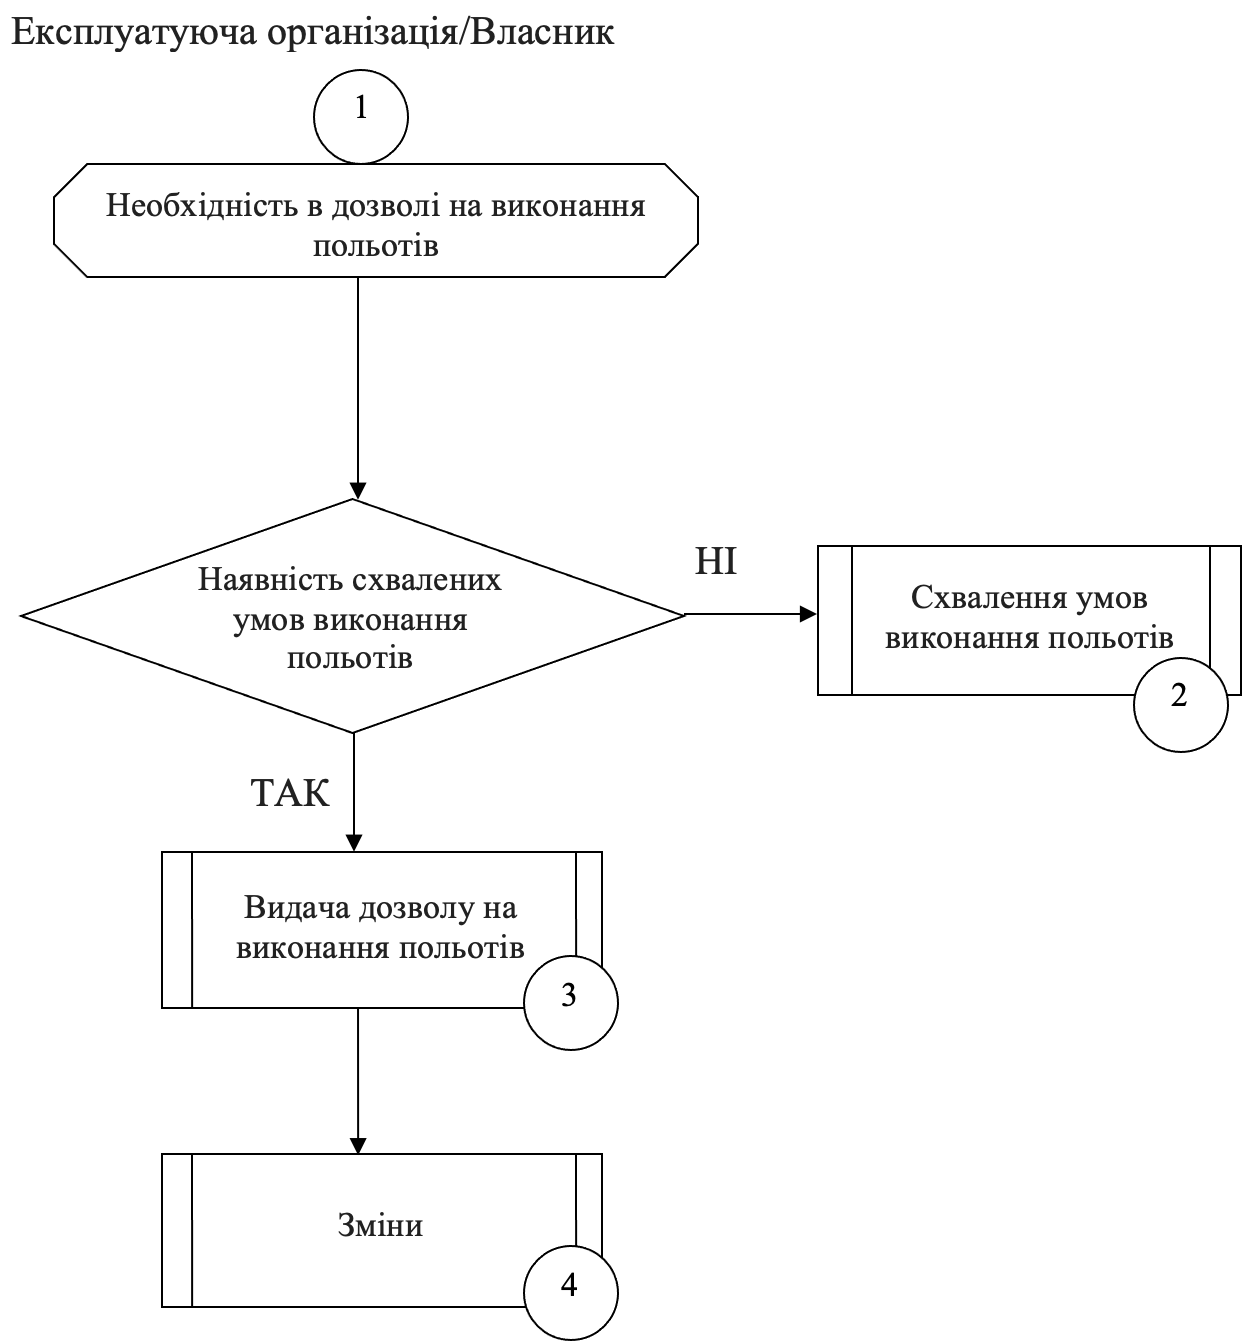 Експлуатуюча організація/Власник
1
Необхідність в дозволі на виконання
польотів
Наявність схвалених
умов виконання
польотів
НІ
Схвалення умов
виконання польотів
2
ТАК
Видача дозволу на
виконання польотів
3
Зміни
4